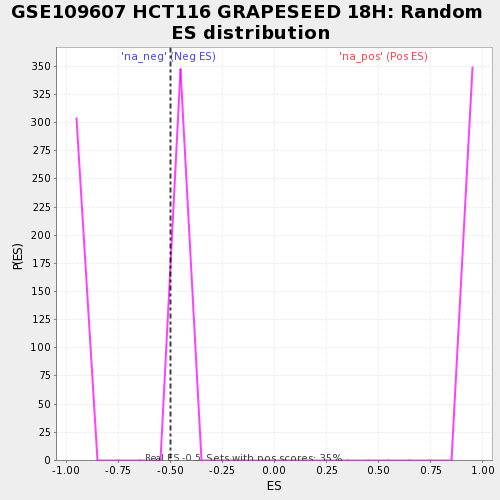 GSE109607 HCT116 GRAPESEED 18H: Random
ES distribution
'na_neg' (Neg ES)
'na_pos' (Pos ES)
350
325
300
275
250
225
200
175
150
125
100
75
50
25
0
P(ES)
Real ES -0.5. Sets with pos scores: 35%
-1.00 -0.75 -0.50 -0.25 0.00 0.25 0.50 0.75 1.00
ES